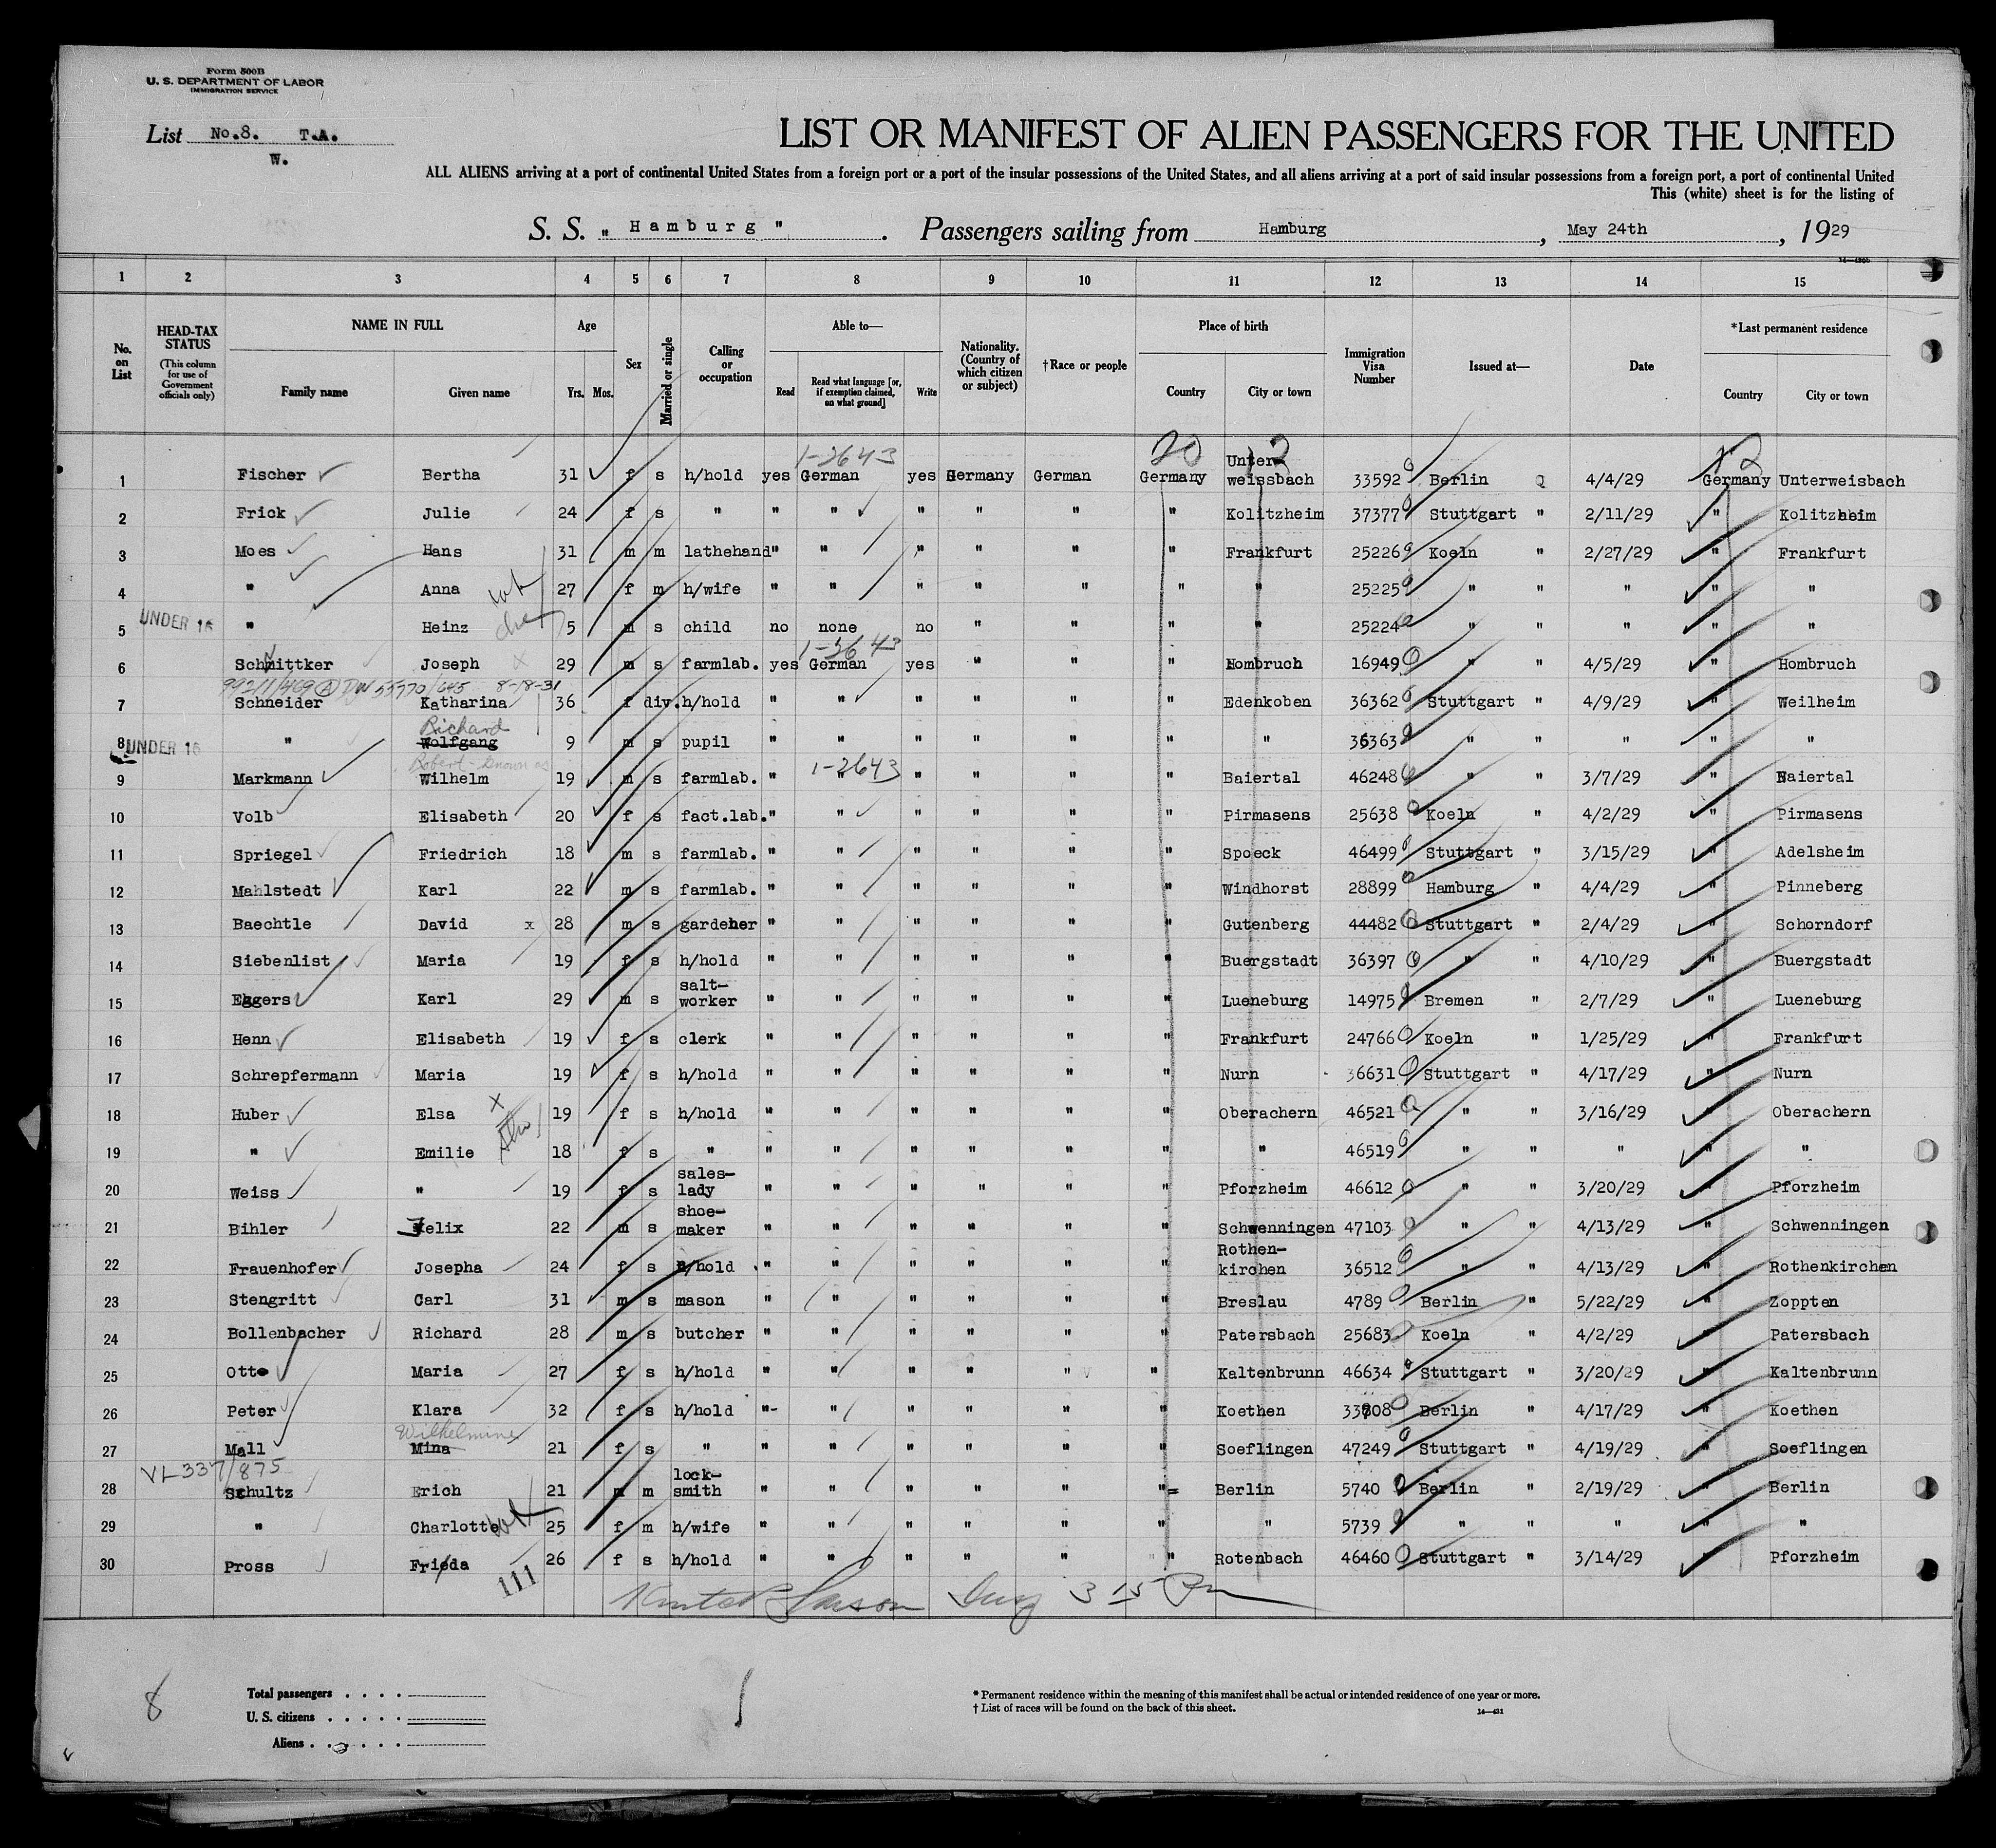 Form 500B
U. S. DEPARTMENT OF LABOR
IMMIGRATION SERVICE
List No.8. T.A.
W.
LIST OR MANIFEST OF ALIEN PASSENGERS FOR THE UNITED
ALL ALIENS arriving at a port of continental United States from a foreign port or a port of the insular possessions of the United States, and all aliens arriving at a port of said insular possessions from a foreign port, a port of continental United
This (white) sheet is for the listing of
S. S. " Hamburg " . Passengers sailing from Hamburg , May 24th , 1929
1 2 3 4 5 6 7 8 9 10 11 12 13 14 15
No. on List
HEAD-TAX STATUS (This column for use of Government officials only)
NAME IN FULL Family name Given name
Age Yrs. Mos.
Sex
Married or single
Calling or occupation
Able to— Read Read what language [or, if exemption claimed, on what ground] Write
Nationality. (Country of which citizen or subject)
†Race or people
Place of birth Country City or town
Immigration Visa Number
Issued at—
Date
*Last permanent residence Country City or town
1-2643 20 2 12
1 Fischer Bertha 31 f s h/hold yes German yes Germany German Germany Unter- weissbach 33592 Berlin 4/4/29 Germany Unterweisbach
2 Frick Julie 24 f s " " " " " " " Kolitzheim 37377 Stuttgart " 2/11/29 " Kolitzheim
3 Moes Hans 31 m m lathehand " " " " " " Frankfurt 25226 Koeln " 2/27/29 " Frankfurt
4 " Anna 27 f m h/wife " " " " " " " 25225 " " " " "
UNDER 16
5 " Heinz 5 m s child no none no " " " " 25224 " " " " "
6 Schnittker Joseph 29 m s farmlab. yes German yes " " " Hombruch 16949 " " 4/5/29 " Hombruch
8-18-31
7 Schneider Katharina 36 f div. h/hold " " " " " " Edenkoben 36362 Stuttgart " 4/9/29 " Weilheim
Richard
UNDER 16
8 " Wolfgang 9 m s pupil " " " " " " " 36363 " " " " "
Robert - known as 1-2643
9 Markmann Wilhelm 19 m s farmlab. " " " " " " Baiertal 46248 " " 3/7/29 " Baiertal
10 Volb Elisabeth 20 f s fact.lab. " " " " " " Pirmasens 25638 Koeln " 4/2/29 " Pirmasens
11 Spriegel Friedrich 18 m s farmlab. " " " " " " Spoeck 46499 Stuttgart " 3/15/29 " Adelsheim
12 Mahlstedt Karl 22 m s farmlab. " " " " " " Windhorst 28899 Hamburg " 4/4/29 " Pinneberg
13 Baechtle David x 28 m s gardener " " " " " " Gutenberg 44482 Stuttgart " 2/4/29 " Schorndorf
14 Siebenlist Maria 19 f s h/hold " " " " " " Buergstadt 36397 " " 4/10/29 " Buergstadt
15 Eggers Karl 29 m s salt- worker " " " " " " Lueneburg 14975 Bremen " 2/7/29 " Lueneburg
16 Henn Elisabeth 19 f s clerk " " " " " " Frankfurt 24766 Koeln " 1/25/29 " Frankfurt
17 Schrepfermann Maria 19 f s h/hold " " " " " " Nurn 36631 Stuttgart " 4/17/29 " Nurn
18 Huber Elsa x 19 f s h/hold " " " " " " Oberachern 46521 " " 3/16/29 " Oberachern
19 " Emilie 18 f s " " " " " " " " 46519 " " " " "
20 Weiss " 19 f s sales- lady " " " " " " Pforzheim 46612 " " 3/20/29 " Pforzheim
21 Bihler Felix 22 m s shoe- maker " " " " " " Schwenningen 47103 " " 4/13/29 " Schwenningen
22 Frauenhofer Josepha 24 f s h/hold " " " " " " Rothen- kirchen 36512 " " 4/13/29 " Rothenkirchen
23 Stengritt Carl 31 m s mason " " " " " " Breslau 4789 Berlin " 5/22/29 " Zoppten
24 Bollenbacher Richard 28 m s butcher " " " " " " Patersbach 25683 Koeln " 4/2/29 " Patersbach
25 Otto Maria 27 f s h/hold " " " " " " Kaltenbrunn 46634 Stuttgart " 3/20/29 " Kaltenbrunn
26 Peter Klara 32 f s h/hold " " " " " " Koethen 33908 Berlin " 4/17/29 " Koethen
Wilhelmine
27 Mall Mina 21 f s " " " " " " " Soeflingen 47249 Stuttgart " 4/19/29 " Soeflingen
VL 337/875
28 Schultz Erich 21 m m lock- smith " " " " " " Berlin 5740 Berlin " 2/19/29 " Berlin
29 " Charlotte 25 f m h/wife " " " " " " " 5739 " " " " "
30 Pross Frieda 26 f s h/hold " " " " " " Rotenbach 46460 Stuttgart " 3/14/29 " Pforzheim
111
3 15 Pm
8
Total passengers . . . .
U. S. citizens . . . . .
Aliens . . . . . .
* Permanent residence within the meaning of this manifest shall be actual or intended residence of one year or more.
† List of races will be found on the back of this sheet.
14—431